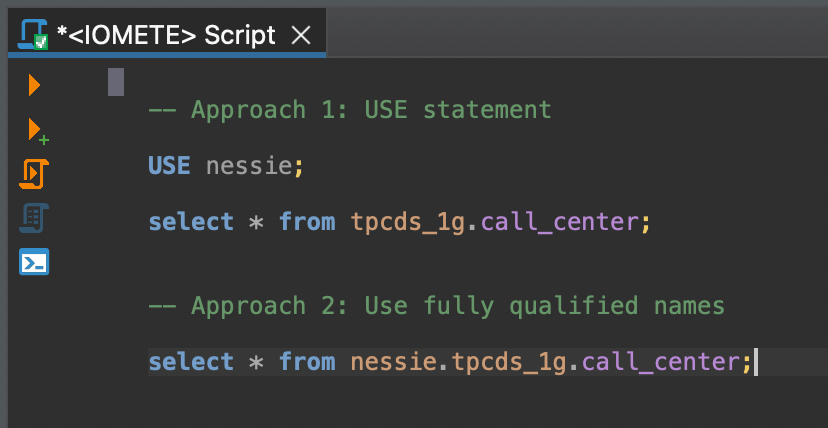 *<IOMETE> Script
-- Approach 1: USE statement
USE nessie;
select * from tpcds_1g.call_center;
-- Approach 2: Use fully qualified names
select * from nessie.tpcds_1g.call_center;